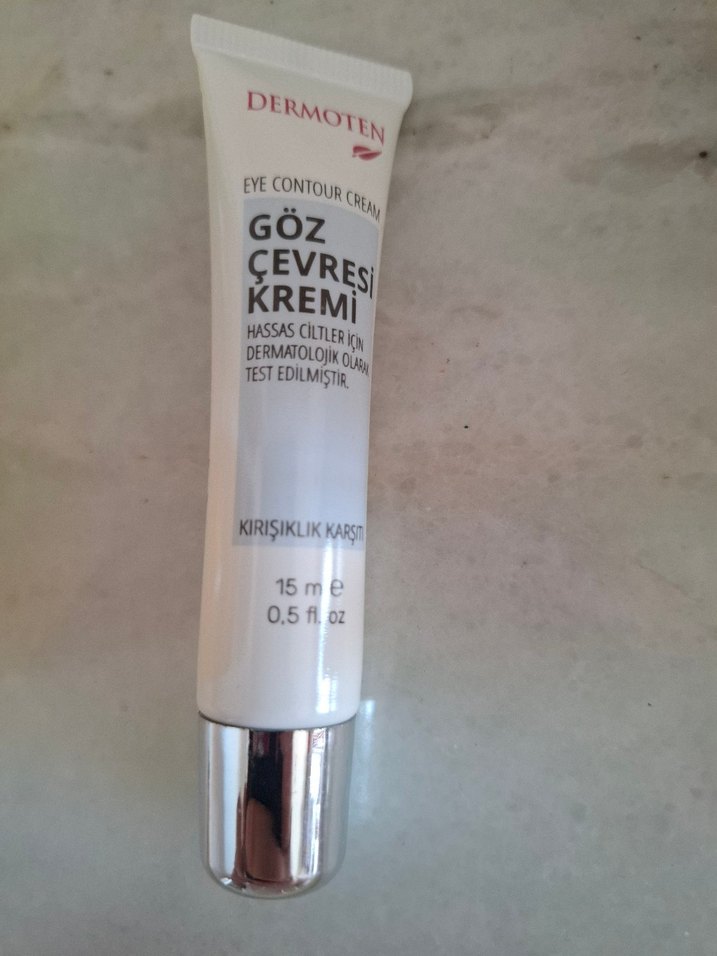 DERMOTEN
EYE CONTOUR CREAM
GÖZ
ÇEVRESİ
KREMİ
HASSAS CİLTLER İÇİN
DERMATOLOJİK OLARAK
TEST EDİLMİŞTİR.
KIRIŞIKLIK KARŞITI
15 ml e
0,5 fl. oz